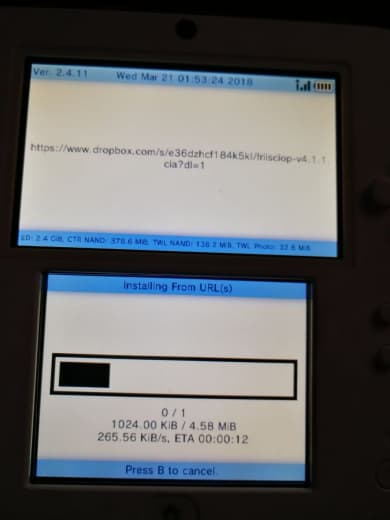 Ver. 2.4.11 Wed Mar 21 01:53:24 2018
https://www.dropbox.com/s/e36dzhcf184k5kl/friisciop-v4.1.1.
cia?dl=1
SD: 2.4 GiB, CTR NAND: 378.6 MiB, TWL NAND: 138.2 MiB, TWL Photo: 32.6 MiB
Installing From URL(s)
0 / 1
1024.00 KiB / 4.58 MiB
265.56 KiB/s, ETA 00:00:12
Press B to cancel.